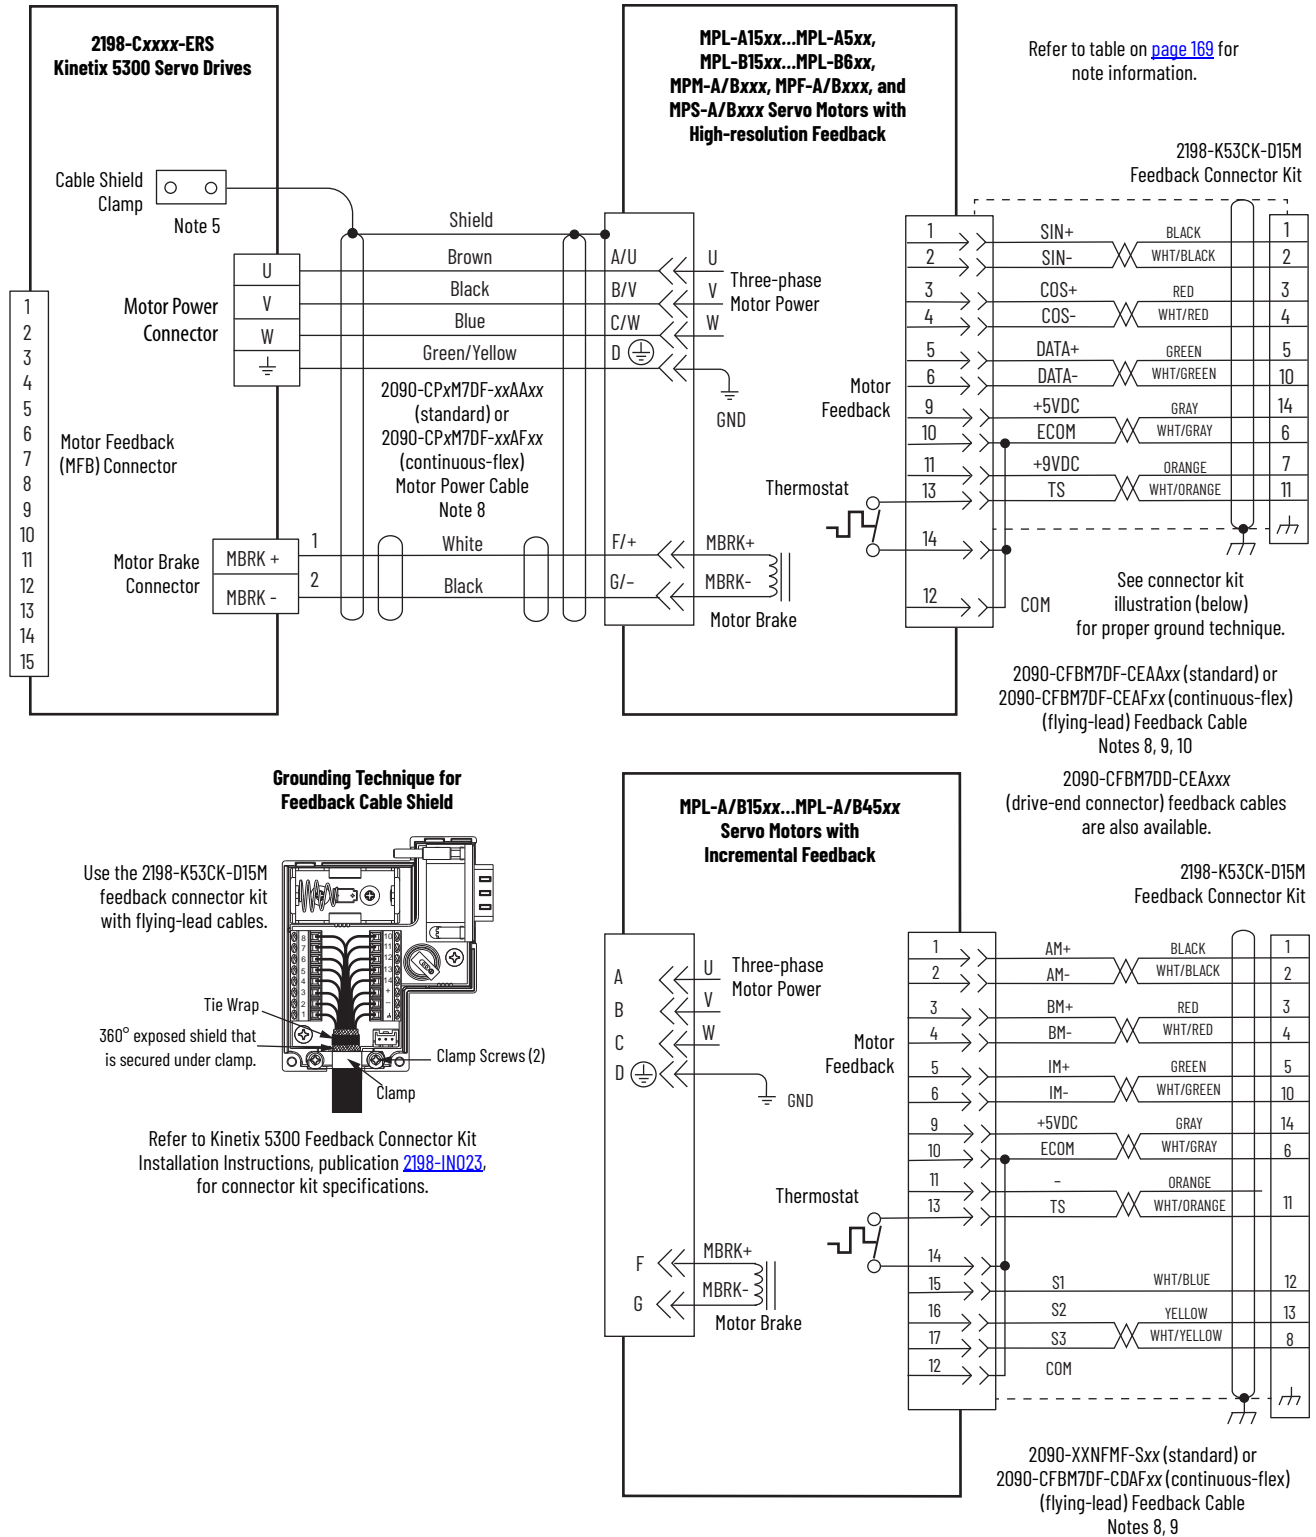 2198-Cxxxx-ERS
Kinetix 5300 Servo Drives
MPL-A15xx...MPL-A5xx,
MPL-B15xx...MPL-B6xx,
MPM-A/Bxxx, MPF-A/Bxxx, and
MPS-A/Bxxx Servo Motors with
High-resolution Feedback
Refer to table on page 169 for
note information.
2198-K53CK-D15M
Feedback Connector Kit
Cable Shield
Clamp
Note 5
Shield
Brown
Black
Blue
Green/Yellow
U
V
W
Motor Power
Connector
A/U
B/V
C/W
D
U
V
W
Three-phase
Motor Power
GND
1
2
3
4
5
6
7
8
9
10
11
12
13
14
15
Motor Feedback
(MFB) Connector
2090-CPxM7DF-xxAAxx
(standard) or
2090-CPxM7DF-xxAFxx
(continuous-flex)
Motor Power Cable
Note 8
Motor Brake
Connector
MBRK +
MBRK -
1
2
White
Black
F/+
G/-
MBRK+
MBRK-
Motor Brake
Motor
Feedback
Thermostat
1 SIN+ BLACK 1
2 SIN- WHT/BLACK 2
3 COS+ RED 3
4 COS- WHT/RED 4
5 DATA+ GREEN 5
6 DATA- WHT/GREEN 10
9 +5VDC GRAY 14
10 ECOM WHT/GRAY 6
11 +9VDC ORANGE 7
13 TS WHT/ORANGE 11
14
12 COM
See connector kit
illustration (below)
for proper ground technique.
2090-CFBM7DF-CEAAxx (standard) or
2090-CFBM7DF-CEAFxx (continuous-flex)
(flying-lead) Feedback Cable
Notes 8, 9, 10
2090-CFBM7DD-CEAxxx
(drive-end connector) feedback cables
are also available.
Grounding Technique for
Feedback Cable Shield
Use the 2198-K53CK-D15M
feedback connector kit
with flying-lead cables.
8 10
7 11
6 12
5 13
4 14
3 +
2 -
1
Tie Wrap
360° exposed shield that
is secured under clamp.
Clamp Screws (2)
Clamp
Refer to Kinetix 5300 Feedback Connector Kit
Installation Instructions, publication 2198-IN023,
for connector kit specifications.
MPL-A/B15xx...MPL-A/B45xx
Servo Motors with
Incremental Feedback
2198-K53CK-D15M
Feedback Connector Kit
A
B
C
D
U
V
W
Three-phase
Motor Power
GND
F
G
MBRK+
MBRK-
Motor Brake
Motor
Feedback
Thermostat
1 AM+ BLACK 1
2 AM- WHT/BLACK 2
3 BM+ RED 3
4 BM- WHT/RED 4
5 IM+ GREEN 5
6 IM- WHT/GREEN 10
9 +5VDC GRAY 14
10 ECOM WHT/GRAY 6
11 - ORANGE
13 TS WHT/ORANGE 11
14
15 S1 WHT/BLUE 12
16 S2 YELLOW 13
17 S3 WHT/YELLOW 8
12 COM
2090-XXNFMF-Sxx (standard) or
2090-CFBM7DF-CDAFxx (continuous-flex)
(flying-lead) Feedback Cable
Notes 8, 9